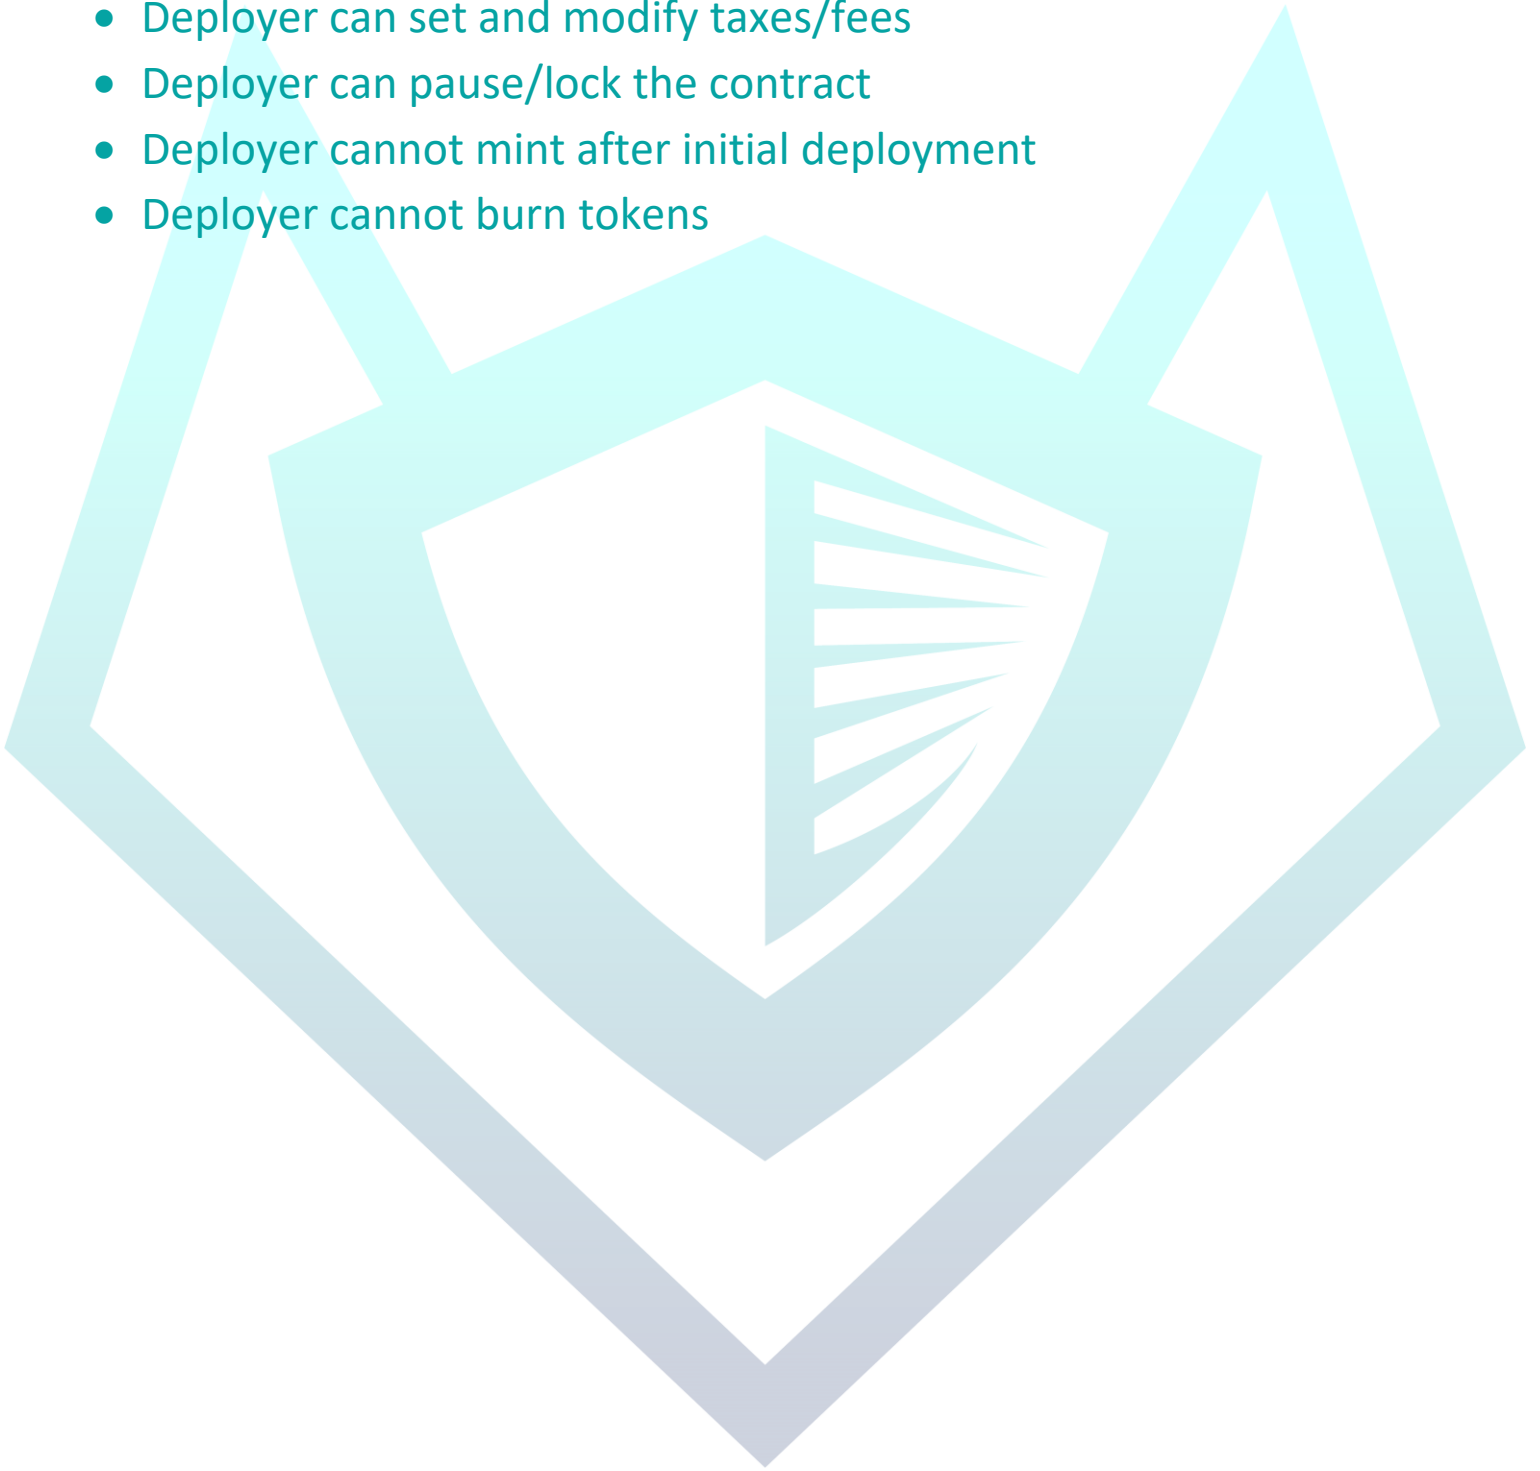 • Deployer can set and modify taxes/fees
• Deployer can pause/lock the contract
• Deployer cannot mint after initial deployment
• Deployer cannot burn tokens